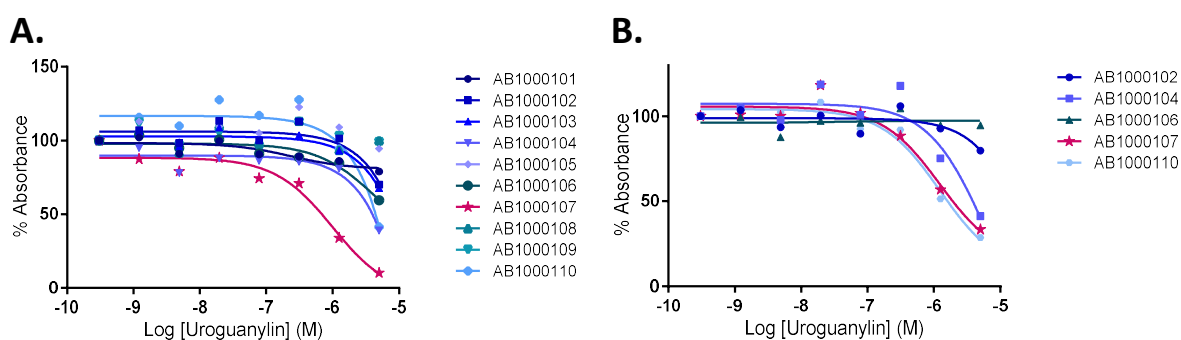 A.
% Absorbance
150
100
50
0
-10
-9
-8
-7
-6
-5
Log [Uroguanylin] (M)
AB1000101
AB1000102
AB1000103
AB1000104
AB1000105
AB1000106
AB1000107
AB1000108
AB1000109
AB1000110
B.
% Absorbance
100
50
0
-10
-9
-8
-7
-6
-5
Log [Uroguanylin] (M)
AB1000102
AB1000104
AB1000106
AB1000107
AB1000110